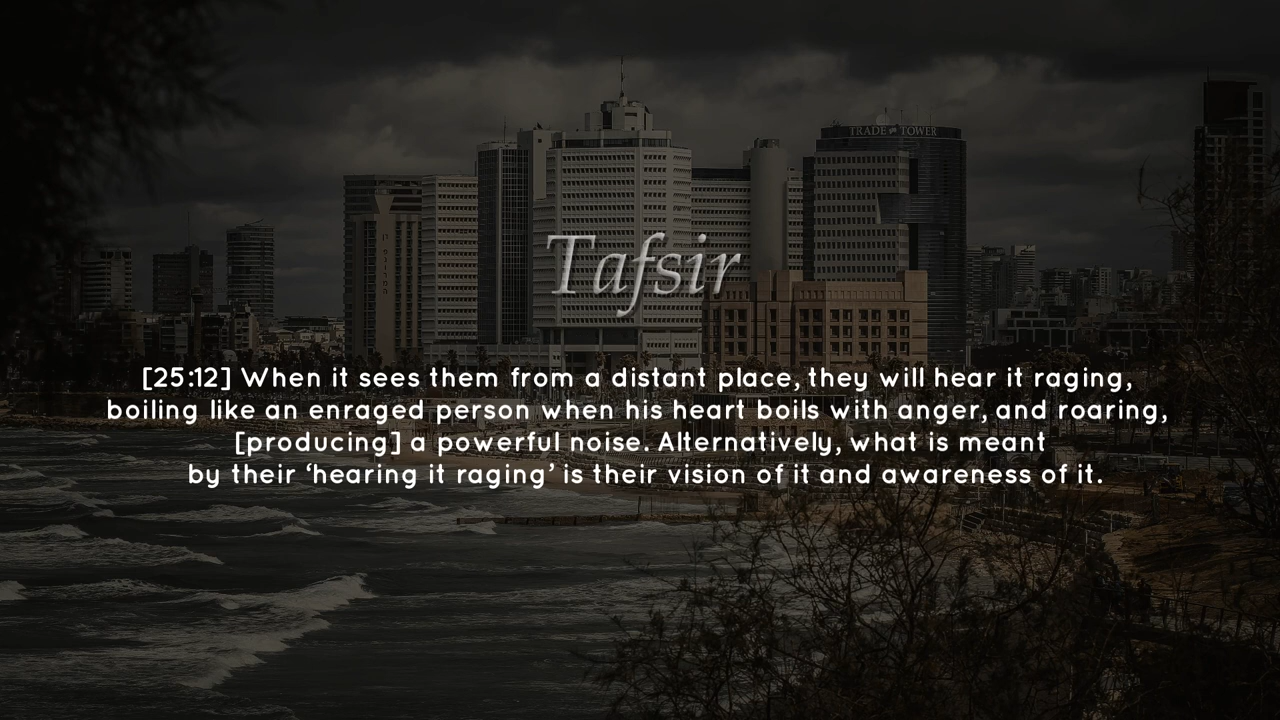 TRADE TOWER
Tafsir
[25:12] When it sees them from a distant place, they will hear it raging,
boiling like an enraged person when his heart boils with anger, and roaring,
[producing] a powerful noise. Alternatively, what is meant
by their ‘hearing it raging’ is their vision of it and awareness of it.